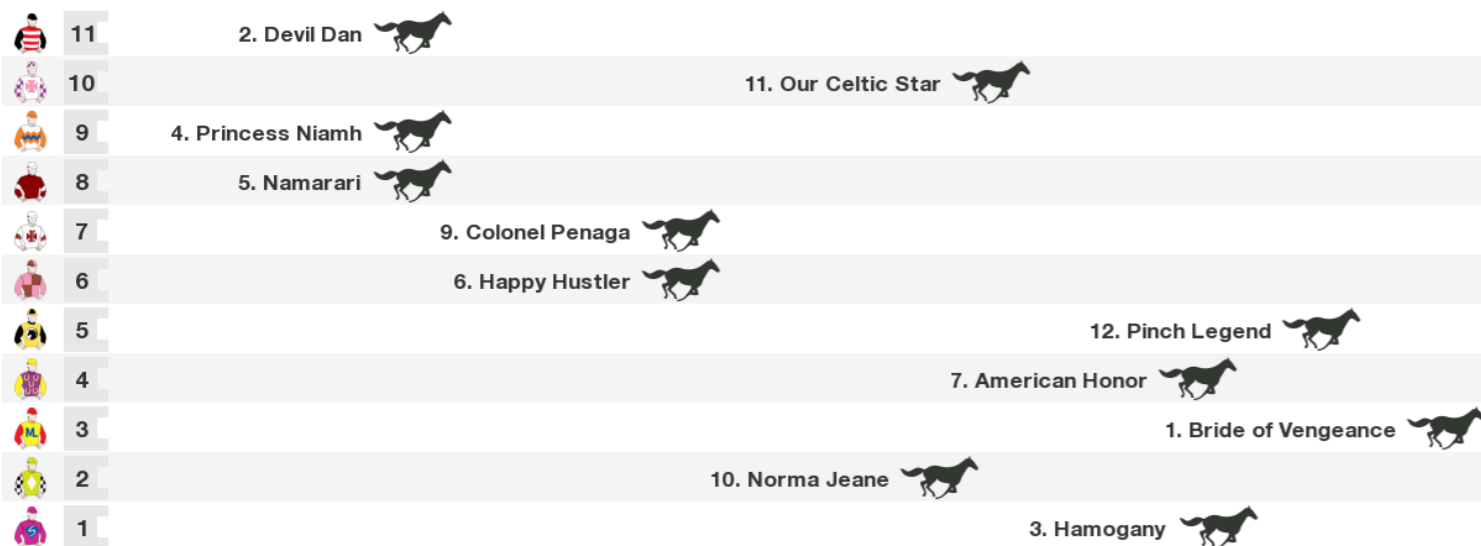 11 2. Devil Dan
10 11. Our Celtic Star
9 4. Princess Niamh
8 5. Namarari
7 9. Colonel Penaga
6 6. Happy Hustler
5 12. Pinch Legend
4 7. American Honor
ML 3 1. Bride of Vengeance
2 10. Norma Jeane
1 3. Hamogany